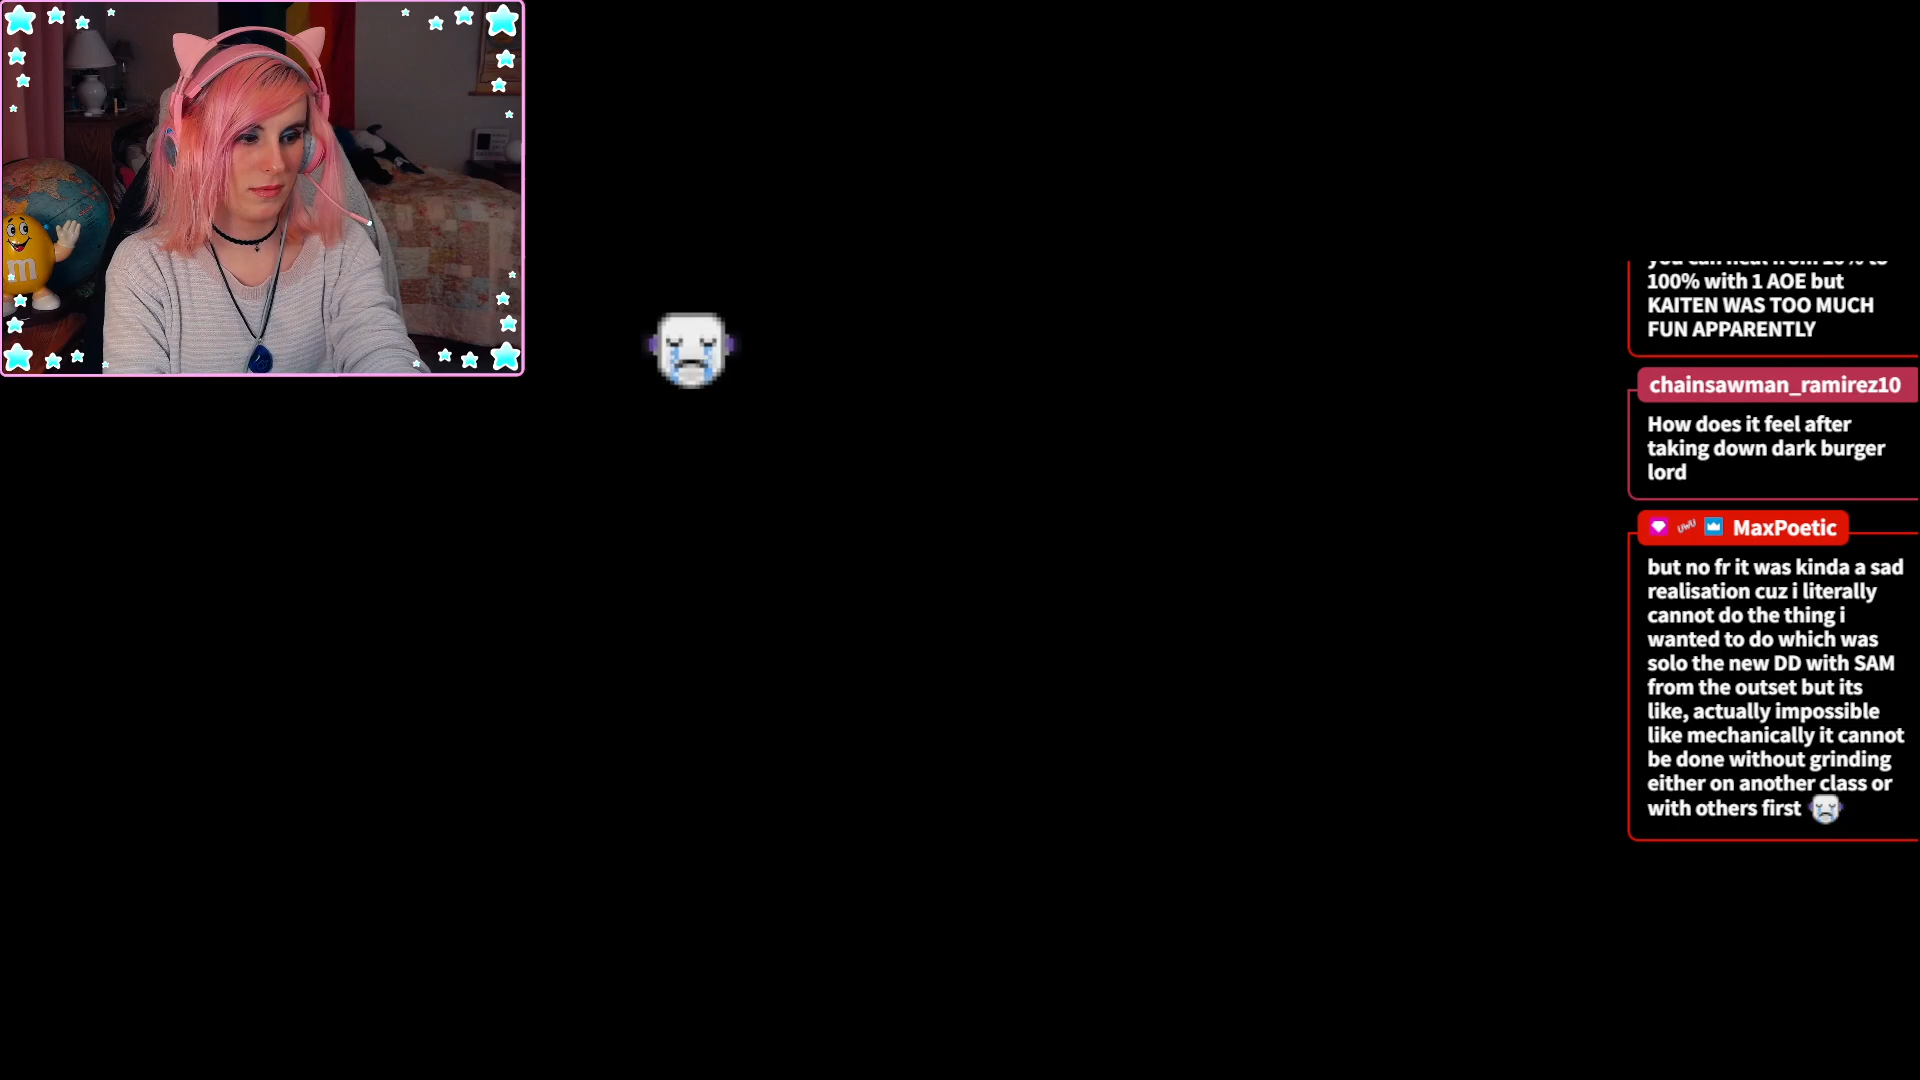 100% with 1 AOE but
KAITEN WAS TOO MUCH
FUN APPARENTLY
chainsawman_ramirez10
How does it feel after
taking down dark burger
lord
UWU MaxPoetic
but no fr it was kinda a sad
realisation cuz i literally
cannot do the thing i
wanted to do which was
solo the new DD with SAM
from the outset but its
like, actually impossible
like mechanically it cannot
be done without grinding
either on another class or
with others first
m